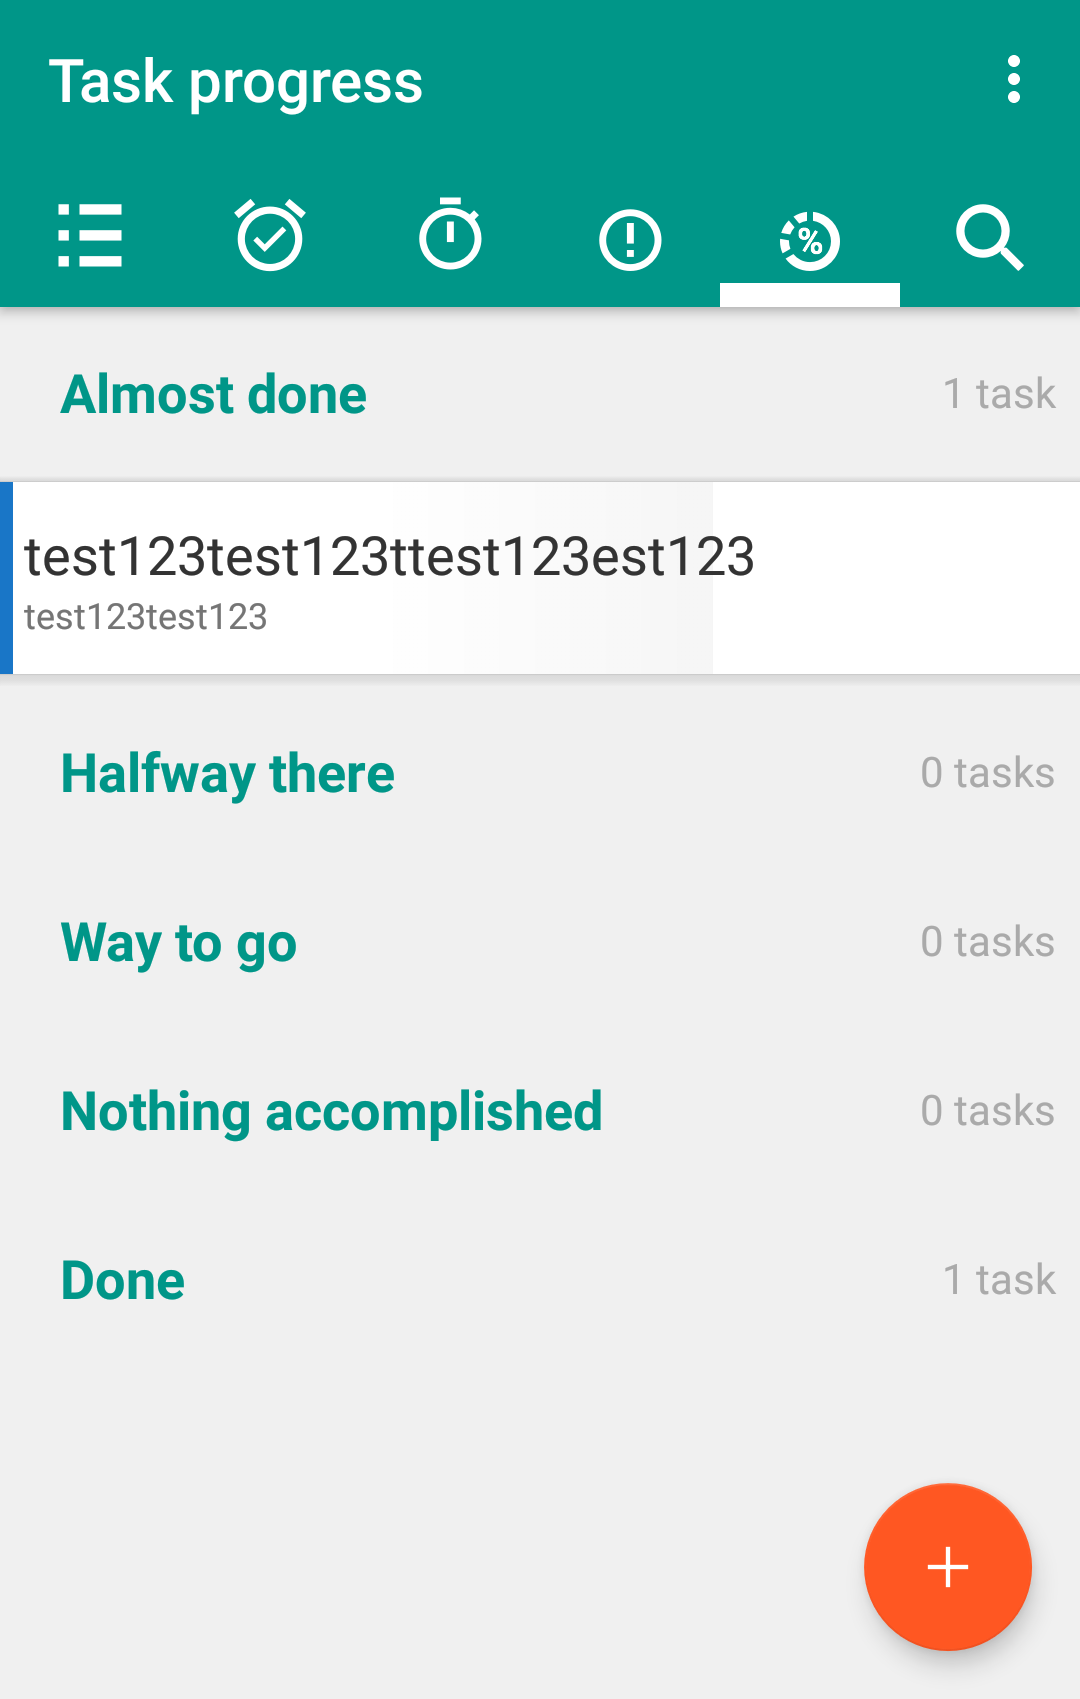 Task progress
%
Almost done
1 task
test123test123ttest123est123
test123test123
Halfway there
0 tasks
Way to go
0 tasks
Nothing accomplished
0 tasks
Done
1 task